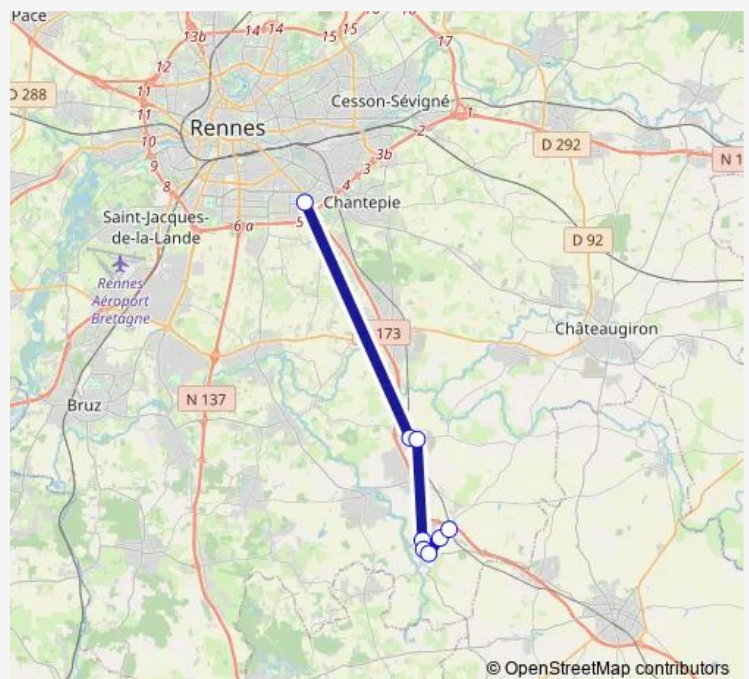 Pace
13b
14
14
15
15
16
16
17
12
D 288
11
11
Cesson-Sévigné
1
Rennes
2
10
3b
D 292
9
3
N 1
8
4
Chantepie
Saint-Jacques-
de-la-Lande
6 a
5
D 92
Rennes
Aéroport
Bretagne
173
Châteaugiron
Bruz
N 137
© OpenStreetMap contributors